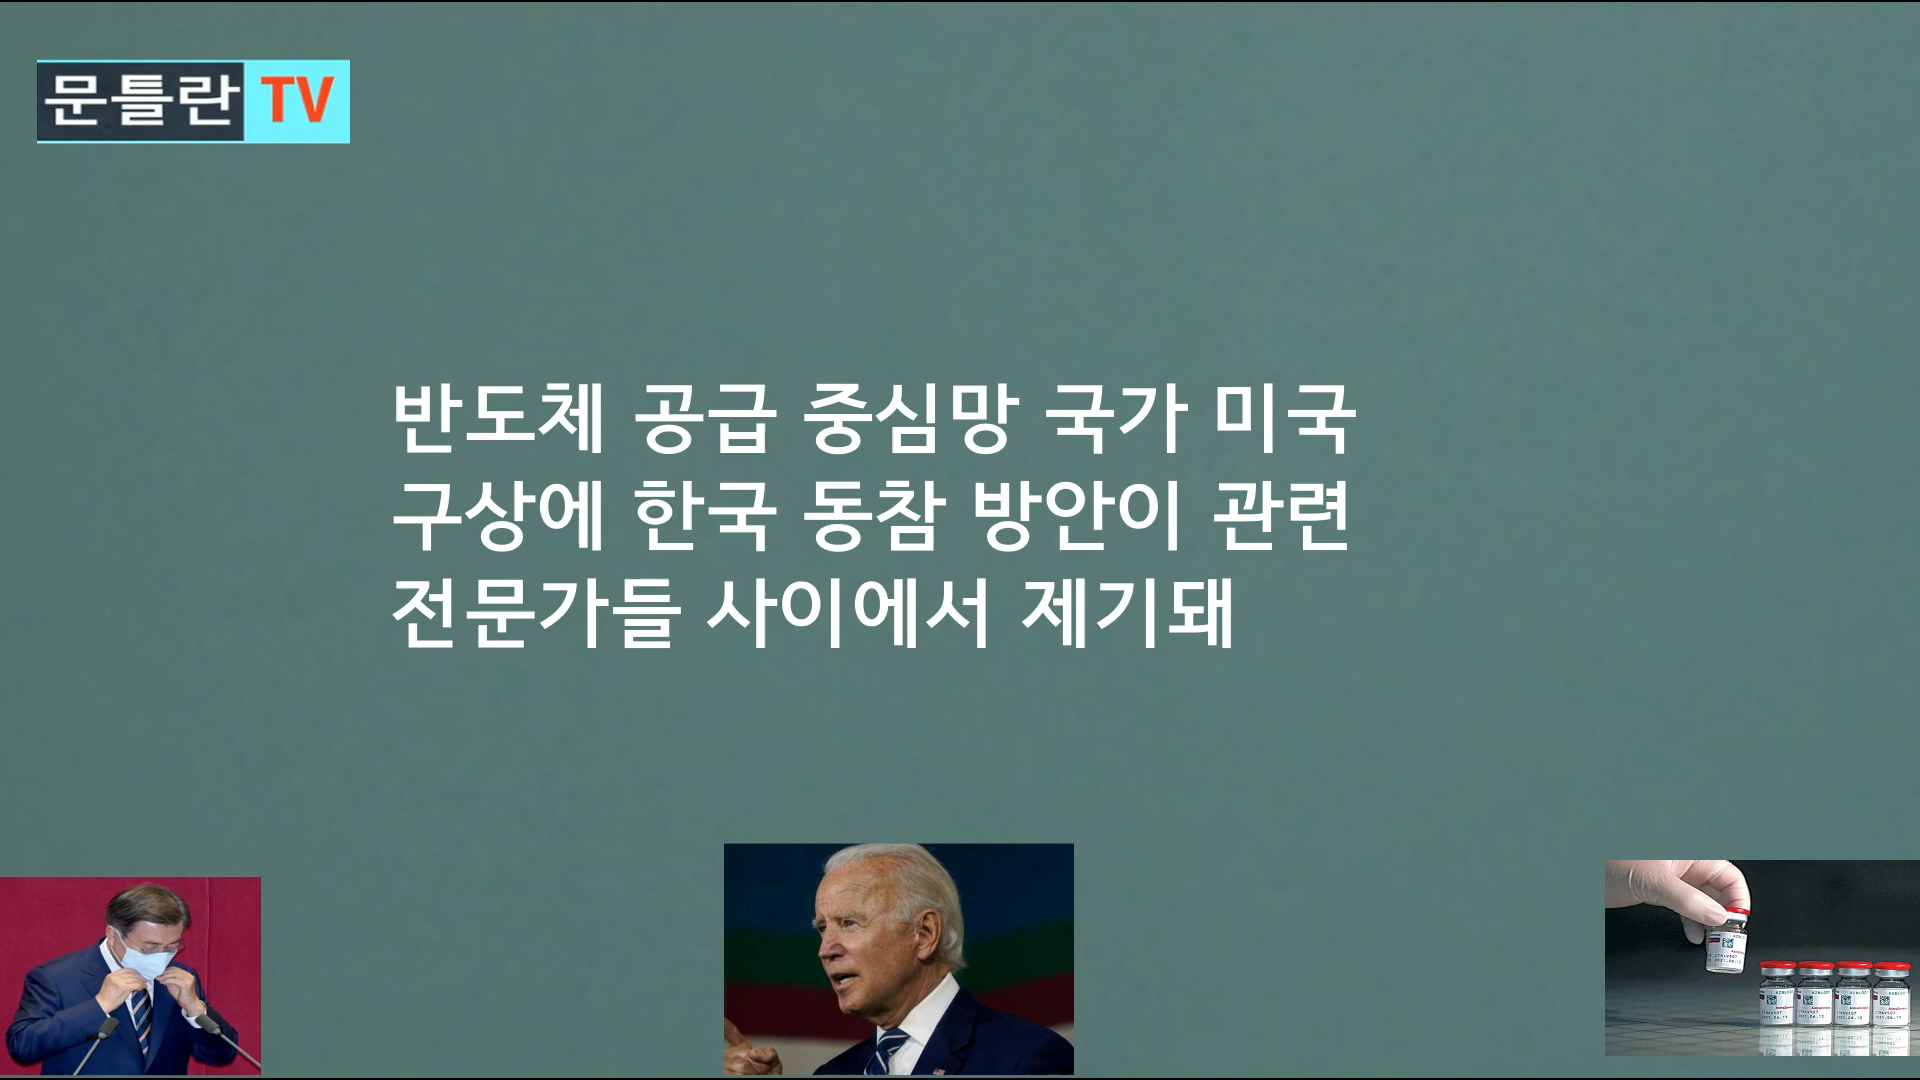 문틀란 TV
반도체 공급 중심망 국가 미국
구상에 한국 동참 방안이 관련
전문가들 사이에서 제기돼